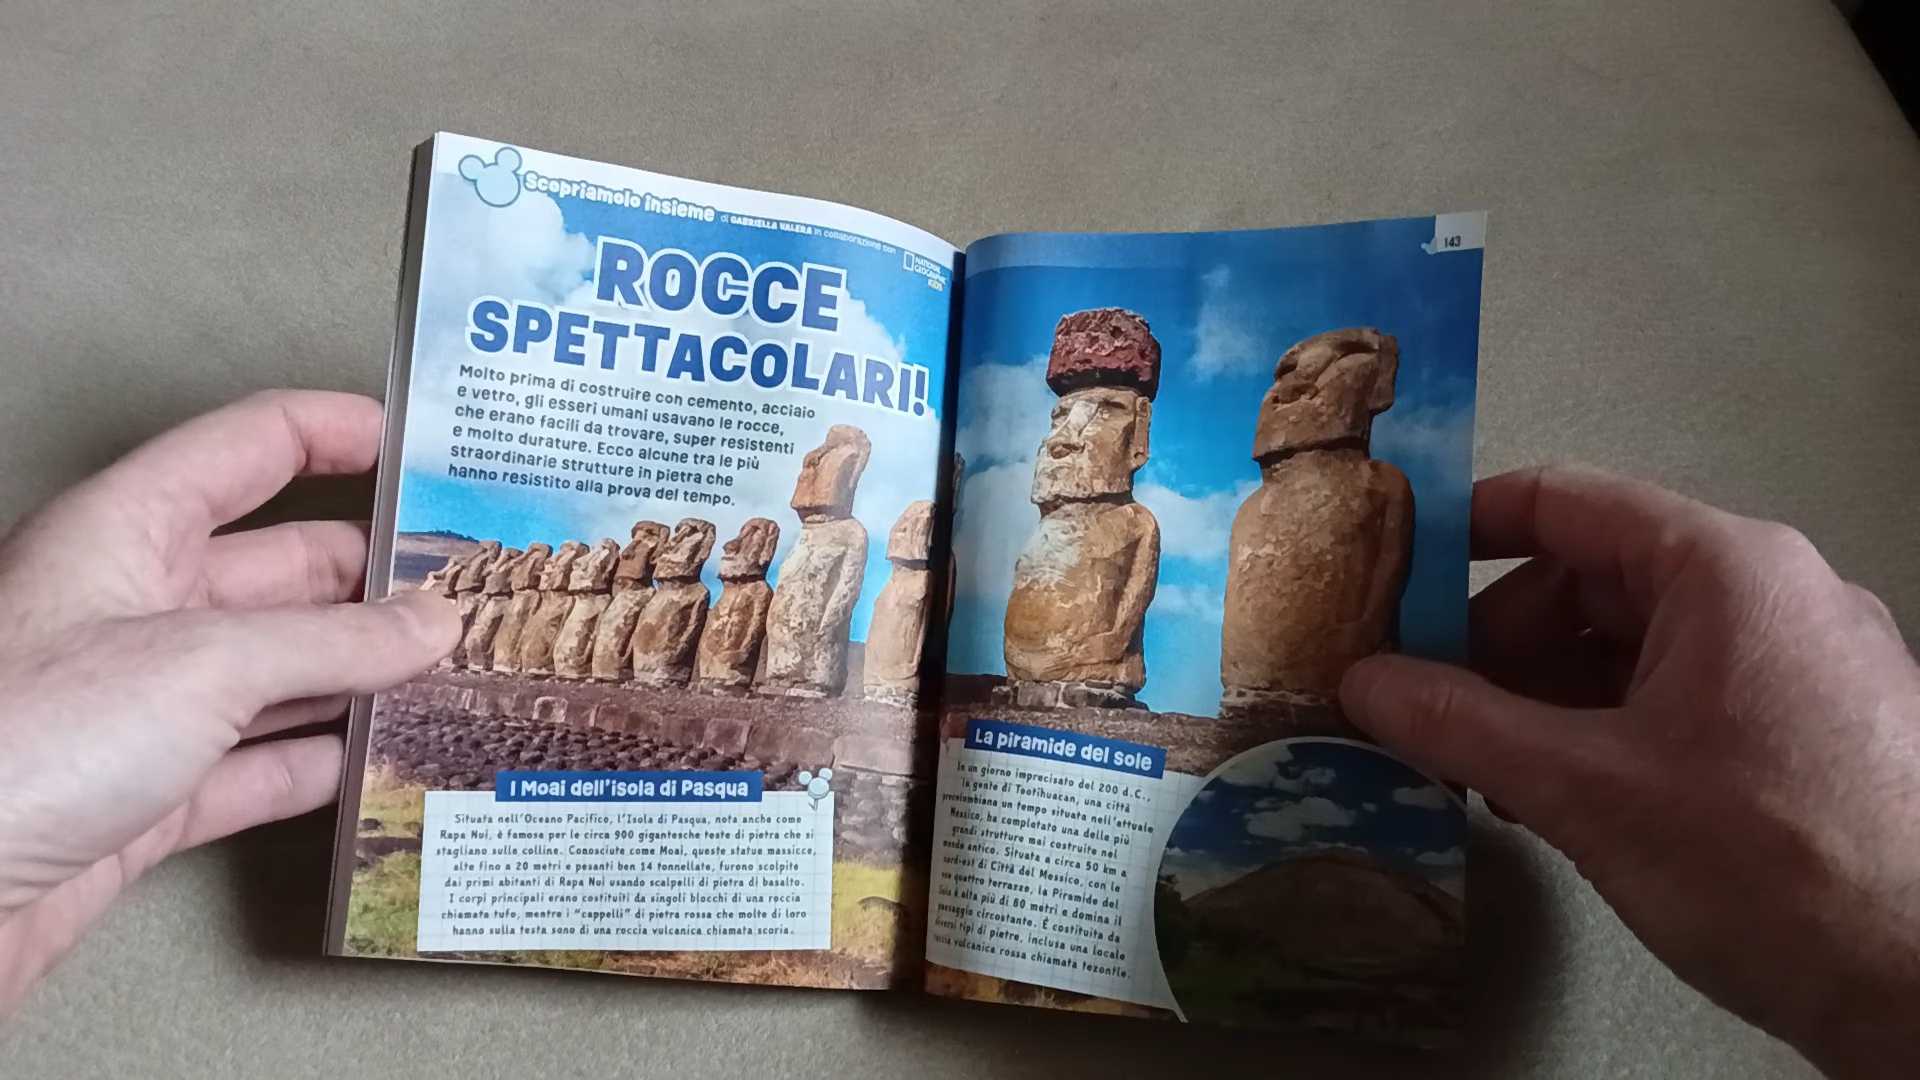 Scopriamolo insieme di GABRIELLA VALERA in collaborazione con
NATIONAL
GEOGRAPHIC
KIDS
ROCCE
SPETTACOLARI!
Molto prima di costruire con cemento, acciaio
e vetro, gli esseri umani usavano le rocce,
che erano facili da trovare, super resistenti
e molto durature. Ecco alcune tra le più
straordinarie strutture in pietra che
hanno resistito alla prova del tempo.
I Moai dell'isola di Pasqua
Situata nell'Oceano Pacifico, l'Isola di Pasqua, nota anche come
Rapa Nui, è famosa per le circa 900 gigantesche teste di pietra che si
stagliano sulle colline. Conosciute come Moai, queste statue massicce,
alte fino a 20 metri e pesanti ben 14 tonnellate, furono scolpite
dai primi abitanti di Rapa Nui usando scalpelli di pietra di basalto.
I corpi principali erano costituiti da singoli blocchi di una roccia
chiamata tufo, mentre i "cappelli" di pietra rossa che molte di loro
hanno sulla testa sono di una roccia vulcanica chiamata scoria.
143
La piramide del sole
In un giorno imprecisato del 200 d.C.,
la gente di Teotihuacan, una città
precolombiana un tempo situata nell'attuale
Messico, ha completato una delle più
grandi strutture mai costruite nel
mondo antico. Situata a circa 50 km a
nord-est di Città del Messico, con le
sue quattro terrazze, la Piramide del
Sole è alta più di 60 metri e domina il
paesaggio circostante. È costituita da
diversi tipi di pietre, inclusa una locale
roccia vulcanica rossa chiamata tezontle.